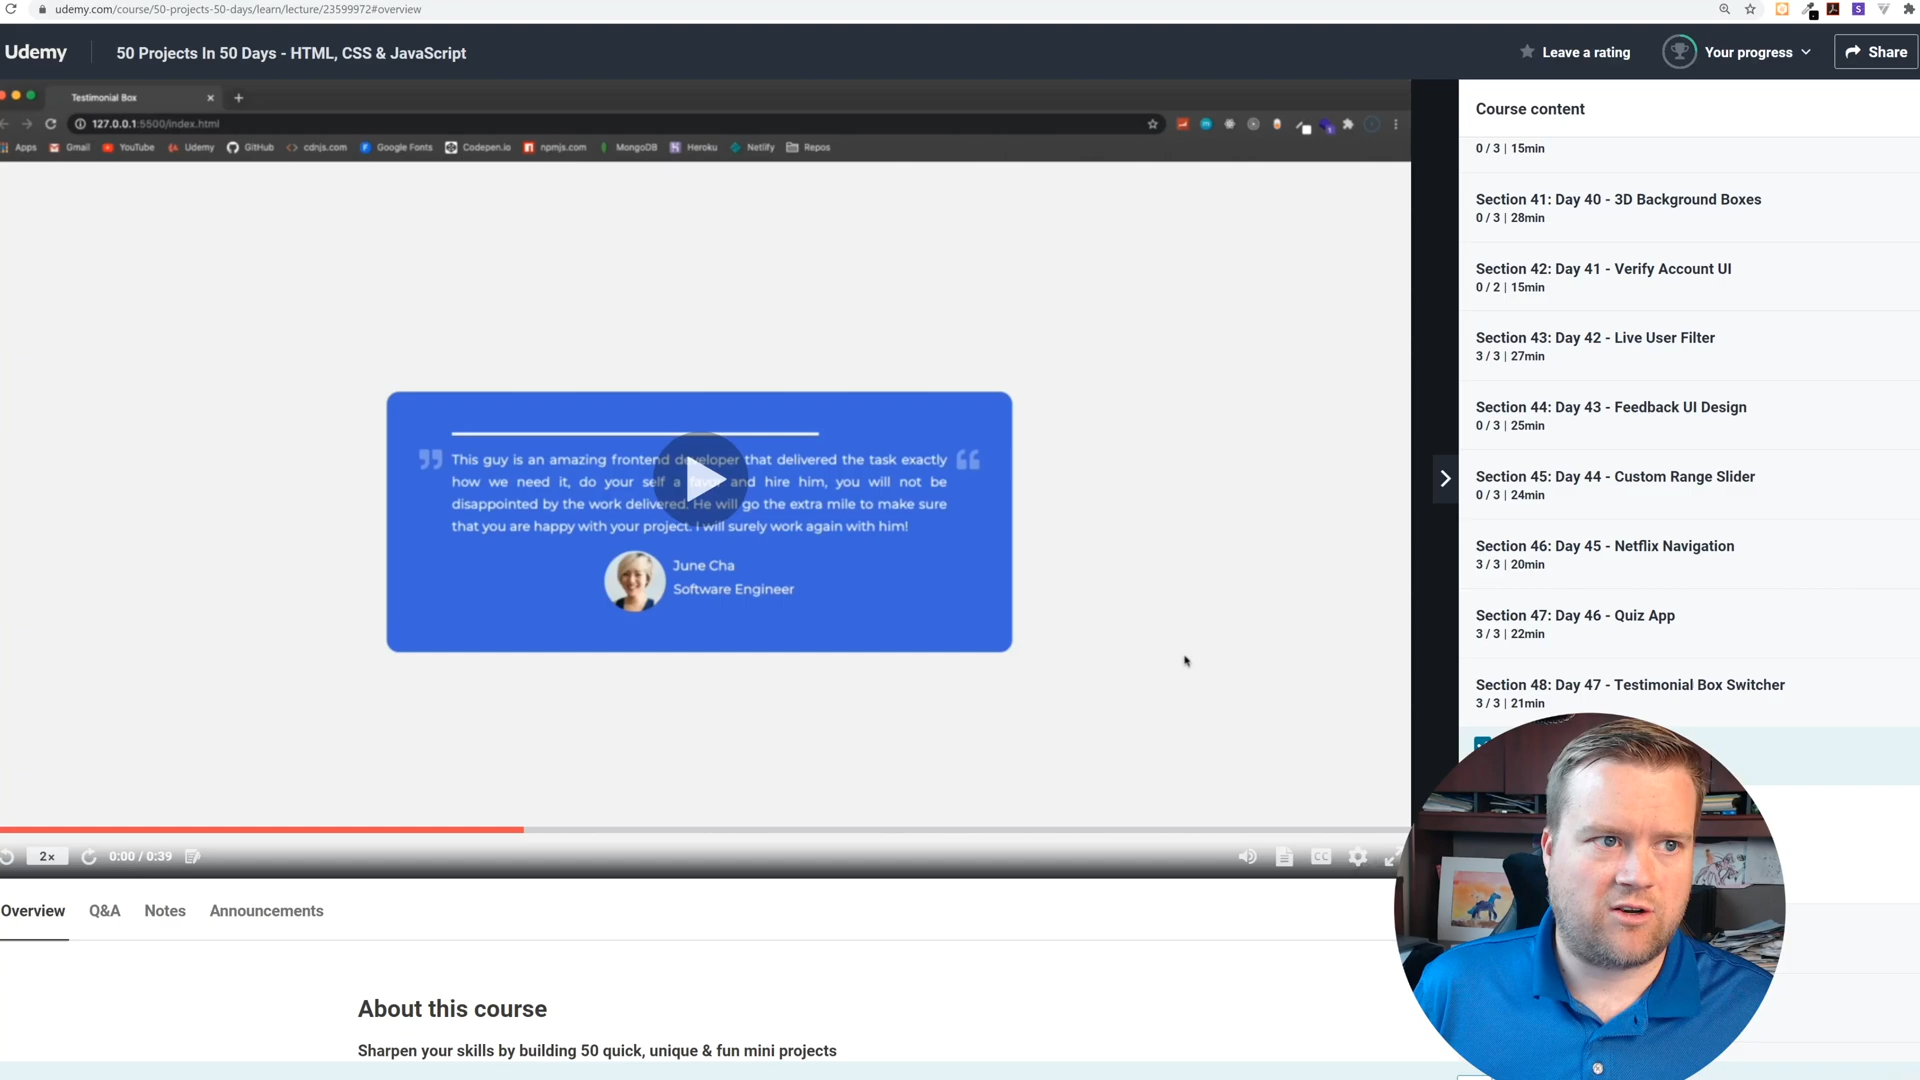 udemy.com/course/50-projects-50-days/learn/lecture/23599972#overview
Udemy
50 Projects In 50 Days - HTML, CSS & JavaScript
Leave a rating
Your progress
Share
Testimonial Box
127.0.0.1:5500/index.html
Apps Gmail YouTube Udemy GitHub cdnjs.com Google Fonts Codepen.io npmjs.com MongoDB Heroku Netlify Repos
This guy is an amazing frontend developer that delivered the task exactly
how we need it, do your self a favor and hire him, you will not be
disappointed by the work delivered. He will go the extra mile to make sure
that you are happy with your project. I will surely work again with him!
June Cha
Software Engineer
2x
0:00 / 0:39
CC
Course content
0 / 3 | 15min
Section 41: Day 40 - 3D Background Boxes
0 / 3 | 28min
Section 42: Day 41 - Verify Account UI
0 / 2 | 15min
Section 43: Day 42 - Live User Filter
3 / 3 | 27min
Section 44: Day 43 - Feedback UI Design
0 / 3 | 25min
Section 45: Day 44 - Custom Range Slider
0 / 3 | 24min
Section 46: Day 45 - Netflix Navigation
3 / 3 | 20min
Section 47: Day 46 - Quiz App
3 / 3 | 22min
Section 48: Day 47 - Testimonial Box Switcher
3 / 3 | 21min
Overview
Q&A
Notes
Announcements
About this course
Sharpen your skills by building 50 quick, unique & fun mini projects